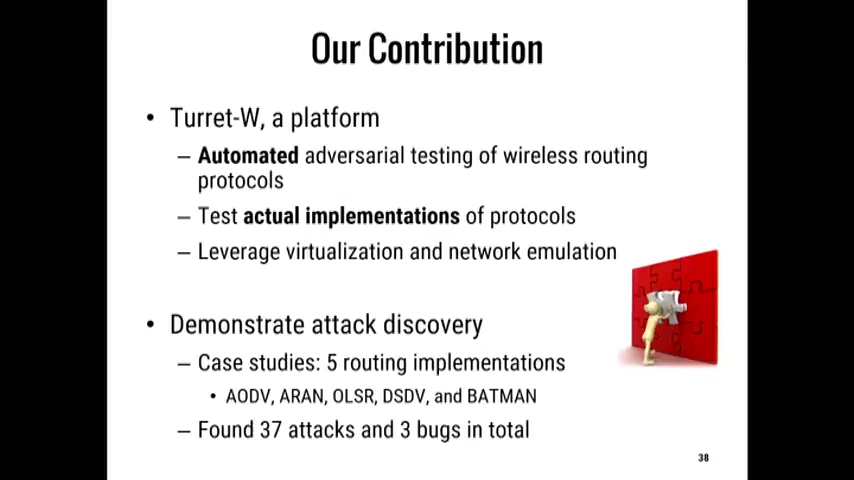 Our Contribution
• Turret-W, a platform
– Automated adversarial testing of wireless routing
protocols
– Test actual implementations of protocols
– Leverage virtualization and network emulation
• Demonstrate attack discovery
– Case studies: 5 routing implementations
• AODV, ARAN, OLSR, DSDV, and BATMAN
– Found 37 attacks and 3 bugs in total
38